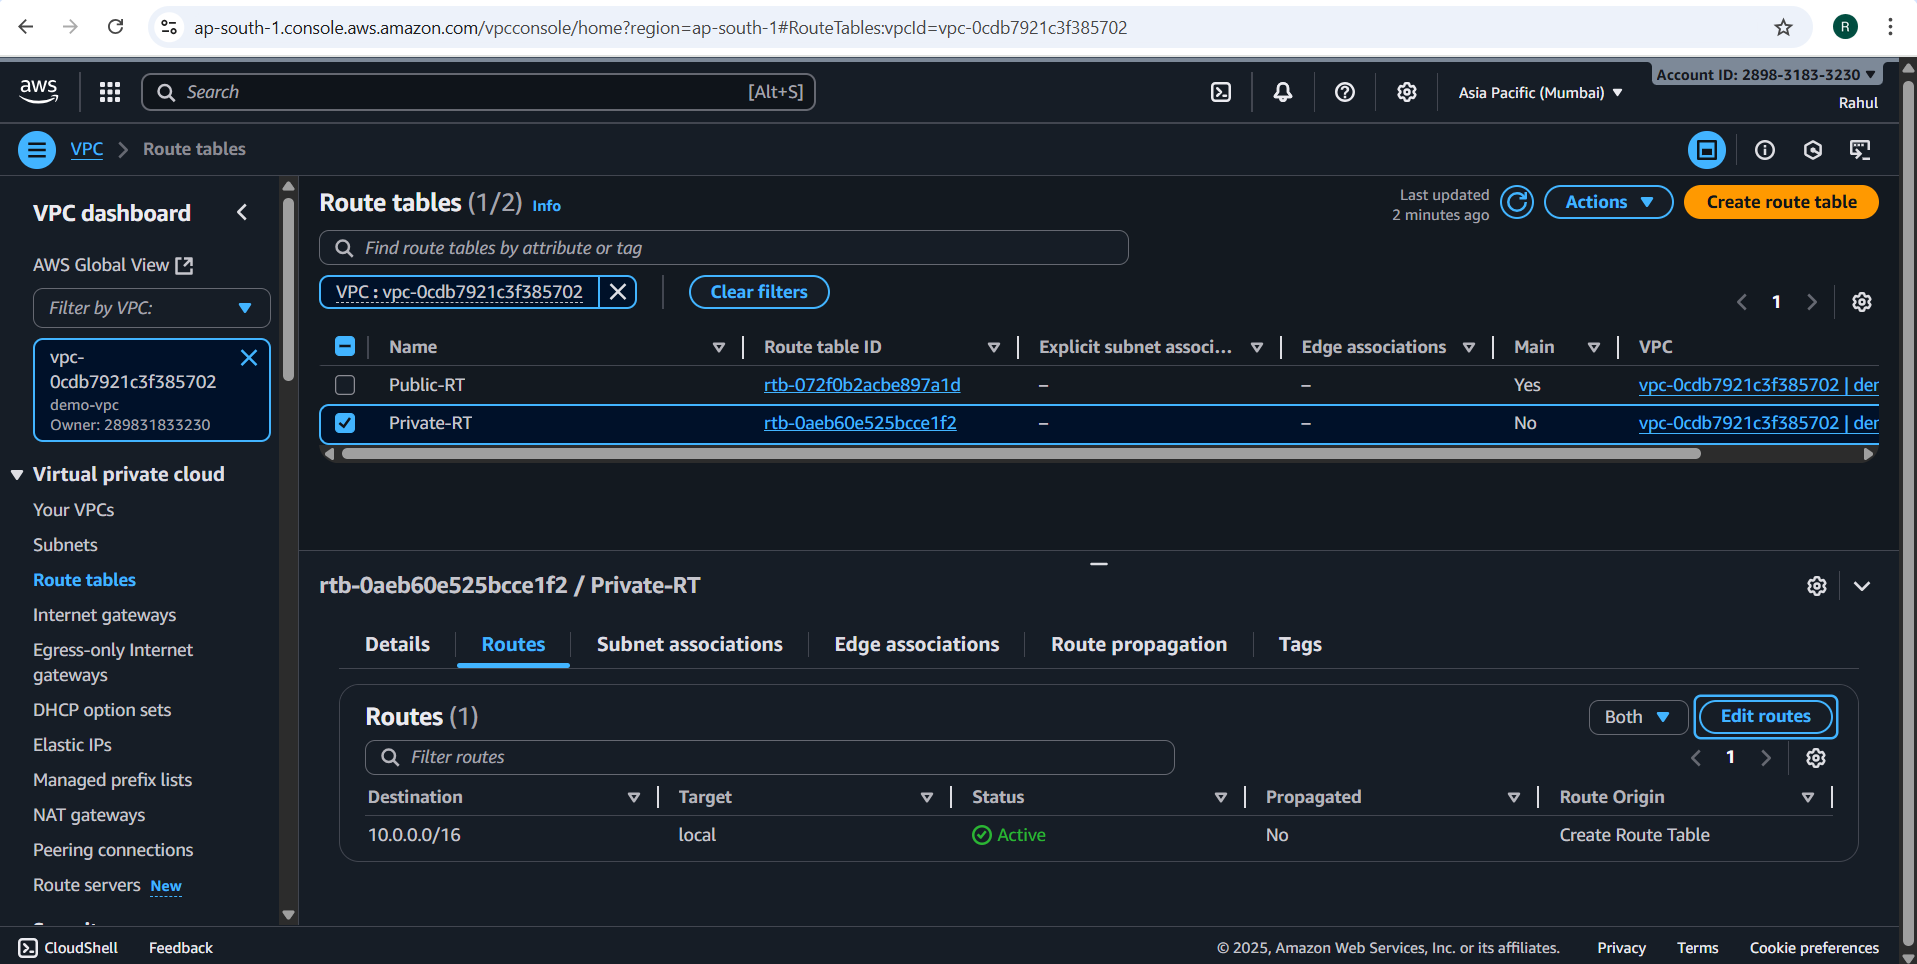 ap-south-1.console.aws.amazon.com/vpcconsole/home?region=ap-south-1#RouteTables:vpcId=vpc-0cdb7921c3f385702
R
aws
Search
[Alt+S]
Asia Pacific (Mumbai)
Account ID: 2898-3183-3230
Rahul
VPC
Route tables
VPC dashboard
AWS Global View
Filter by VPC:
vpc-
0cdb7921c3f385702
demo-vpc
Owner: 289831833230
Virtual private cloud
Your VPCs
Subnets
Route tables
Internet gateways
Egress-only Internet
gateways
DHCP option sets
Elastic IPs
Managed prefix lists
NAT gateways
Peering connections
Route servers New
Route tables (1/2) Info
Last updated
2 minutes ago
Actions
Create route table
Find route tables by attribute or tag
VPC : vpc-0cdb7921c3f385702
Clear filters
1
Name Route table ID Explicit subnet associ... Edge associations Main VPC
Public-RT rtb-072f0b2acbe897a1d – – Yes vpc-0cdb7921c3f385702 | der
Private-RT rtb-0aeb60e525bcce1f2 – – No vpc-0cdb7921c3f385702 | der
rtb-0aeb60e525bcce1f2 / Private-RT
Details Routes Subnet associations Edge associations Route propagation Tags
Routes (1)
Both
Edit routes
Filter routes
1
Destination Target Status Propagated Route Origin
10.0.0.0/16 local Active No Create Route Table
CloudShell
Feedback
© 2025, Amazon Web Services, Inc. or its affiliates.
Privacy
Terms
Cookie preferences